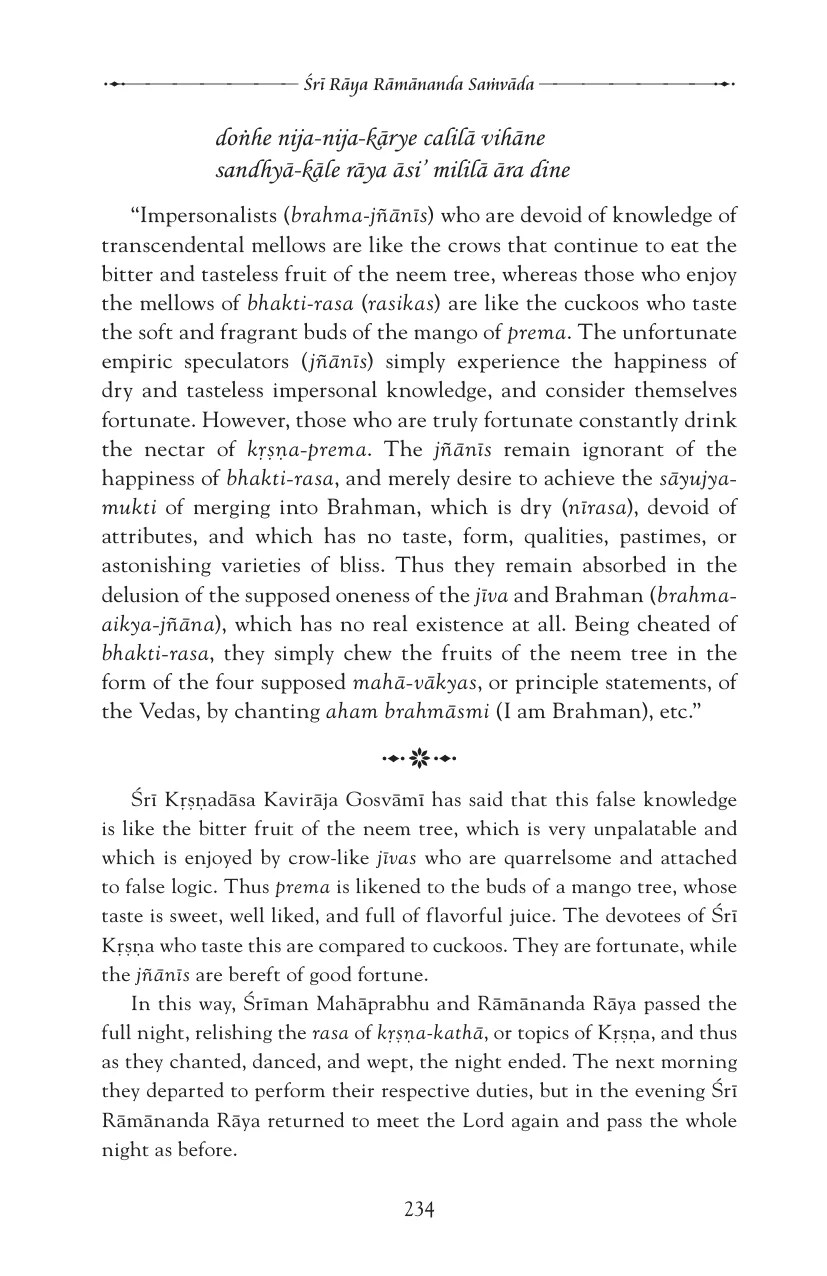 Śrī Rāya Rāmānanda Saṁvāda
doṅhe nija-nija-kārye calilā vihāne
sandhyā-kāle rāya āsi’ mililā āra dine
“Impersonalists (brahma-jñānīs) who are devoid of knowledge of
transcendental mellows are like the crows that continue to eat the
bitter and tasteless fruit of the neem tree, whereas those who enjoy
the mellows of bhakti-rasa (rasikas) are like the cuckoos who taste
the soft and fragrant buds of the mango of prema. The unfortunate
empiric speculators (jñānīs) simply experience the happiness of
dry and tasteless impersonal knowledge, and consider themselves
fortunate. However, those who are truly fortunate constantly drink
the nectar of kṛṣṇa-prema. The jñānīs remain ignorant of the
happiness of bhakti-rasa, and merely desire to achieve the sāyujya-
mukti of merging into Brahman, which is dry (nīrasa), devoid of
attributes, and which has no taste, form, qualities, pastimes, or
astonishing varieties of bliss. Thus they remain absorbed in the
delusion of the supposed oneness of the jīva and Brahman (brahma-
aikya-jñāna), which has no real existence at all. Being cheated of
bhakti-rasa, they simply chew the fruits of the neem tree in the
form of the four supposed mahā-vākyas, or principle statements, of
the Vedas, by chanting aham brahmāsmi (I am Brahman), etc.”
Śrī Kṛṣṇadāsa Kavirāja Gosvāmī has said that this false knowledge
is like the bitter fruit of the neem tree, which is very unpalatable and
which is enjoyed by crow-like jīvas who are quarrelsome and attached
to false logic. Thus prema is likened to the buds of a mango tree, whose
taste is sweet, well liked, and full of flavorful juice. The devotees of Śrī
Kṛṣṇa who taste this are compared to cuckoos. They are fortunate, while
the jñānīs are bereft of good fortune.
In this way, Śrīman Mahāprabhu and Rāmānanda Rāya passed the
full night, relishing the rasa of kṛṣṇa-kathā, or topics of Kṛṣṇa, and thus
as they chanted, danced, and wept, the night ended. The next morning
they departed to perform their respective duties, but in the evening Śrī
Rāmānanda Rāya returned to meet the Lord again and pass the whole
night as before.
234